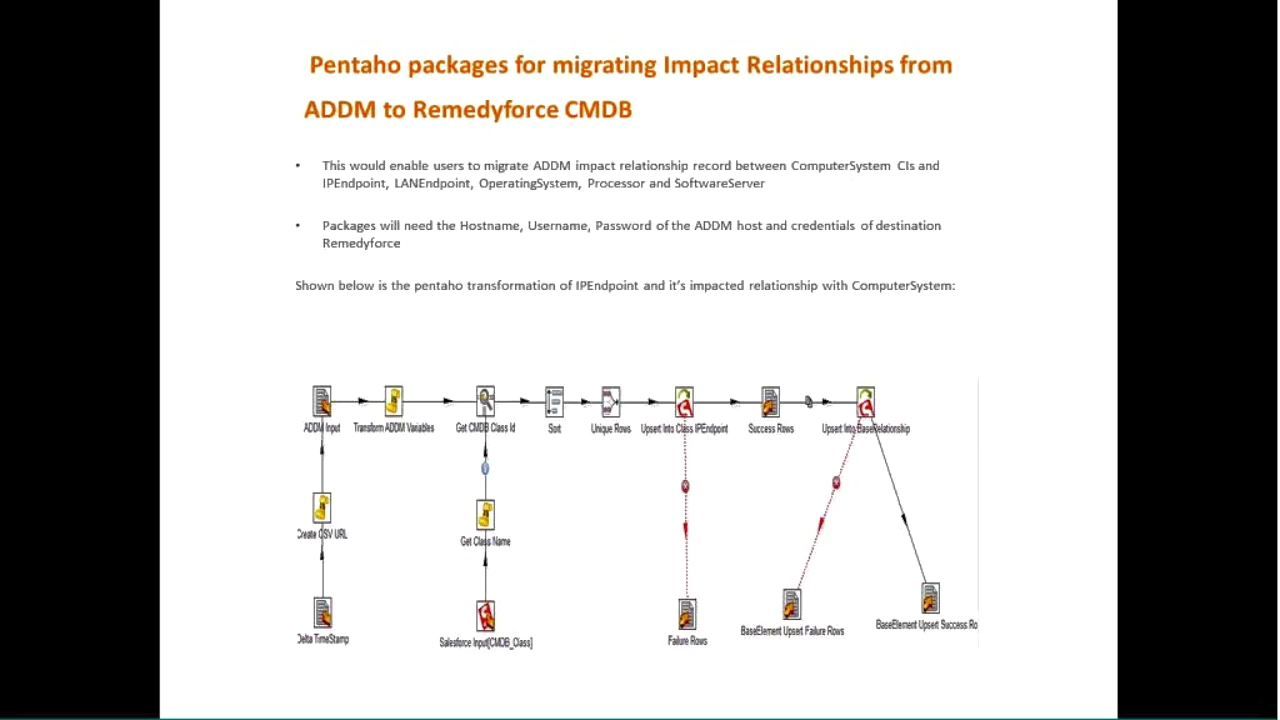 Pentaho packages for migrating Impact Relationships from
ADDM to Remedyforce CMDB
• This would enable users to migrate ADDM impact relationship record between ComputerSystem CIs and
IPEndpoint, LANEndpoint, OperatingSystem, Processor and SoftwareServer
• Packages will need the Hostname, Username, Password of the ADDM host and credentials of destination
Remedyforce
Shown below is the pentaho transformation of IPEndpoint and it's impacted relationship with ComputerSystem:
ADDM Input
Transform ADDM Variables
Get CMDB Class Id
Sort
Unique Rows
Upsert Into Class IPEndpoint
Success Rows
Upsert Into BaseRelationship
Create CSV URL
Get Class Name
Delta TimeStamp
Salesforce Input[CMDB_Class]
Failure Rows
BaseElement Upsert Failure Rows
BaseElement Upsert Success Ro